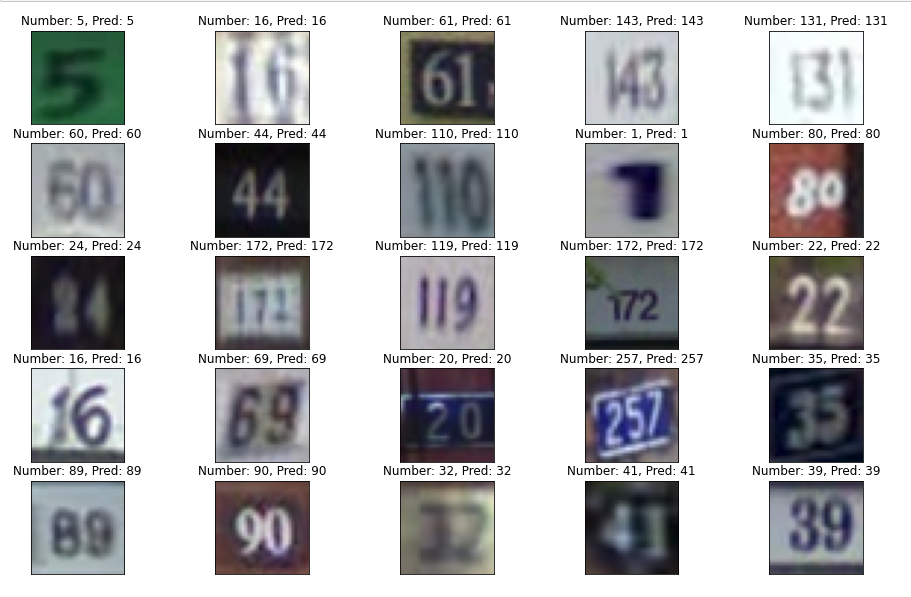 Number: 5, Pred: 5 Number: 16, Pred: 16 Number: 61, Pred: 61 Number: 143, Pred: 143 Number: 131, Pred: 131
5 16 61 143 131
Number: 60, Pred: 60 Number: 44, Pred: 44 Number: 110, Pred: 110 Number: 1, Pred: 1 Number: 80, Pred: 80
60 44 110 1 80
Number: 24, Pred: 24 Number: 172, Pred: 172 Number: 119, Pred: 119 Number: 172, Pred: 172 Number: 22, Pred: 22
24 172 119 172 22
Number: 16, Pred: 16 Number: 69, Pred: 69 Number: 20, Pred: 20 Number: 257, Pred: 257 Number: 35, Pred: 35
16 69 20 257 35
Number: 89, Pred: 89 Number: 90, Pred: 90 Number: 32, Pred: 32 Number: 41, Pred: 41 Number: 39, Pred: 39
89 90 32 41 39